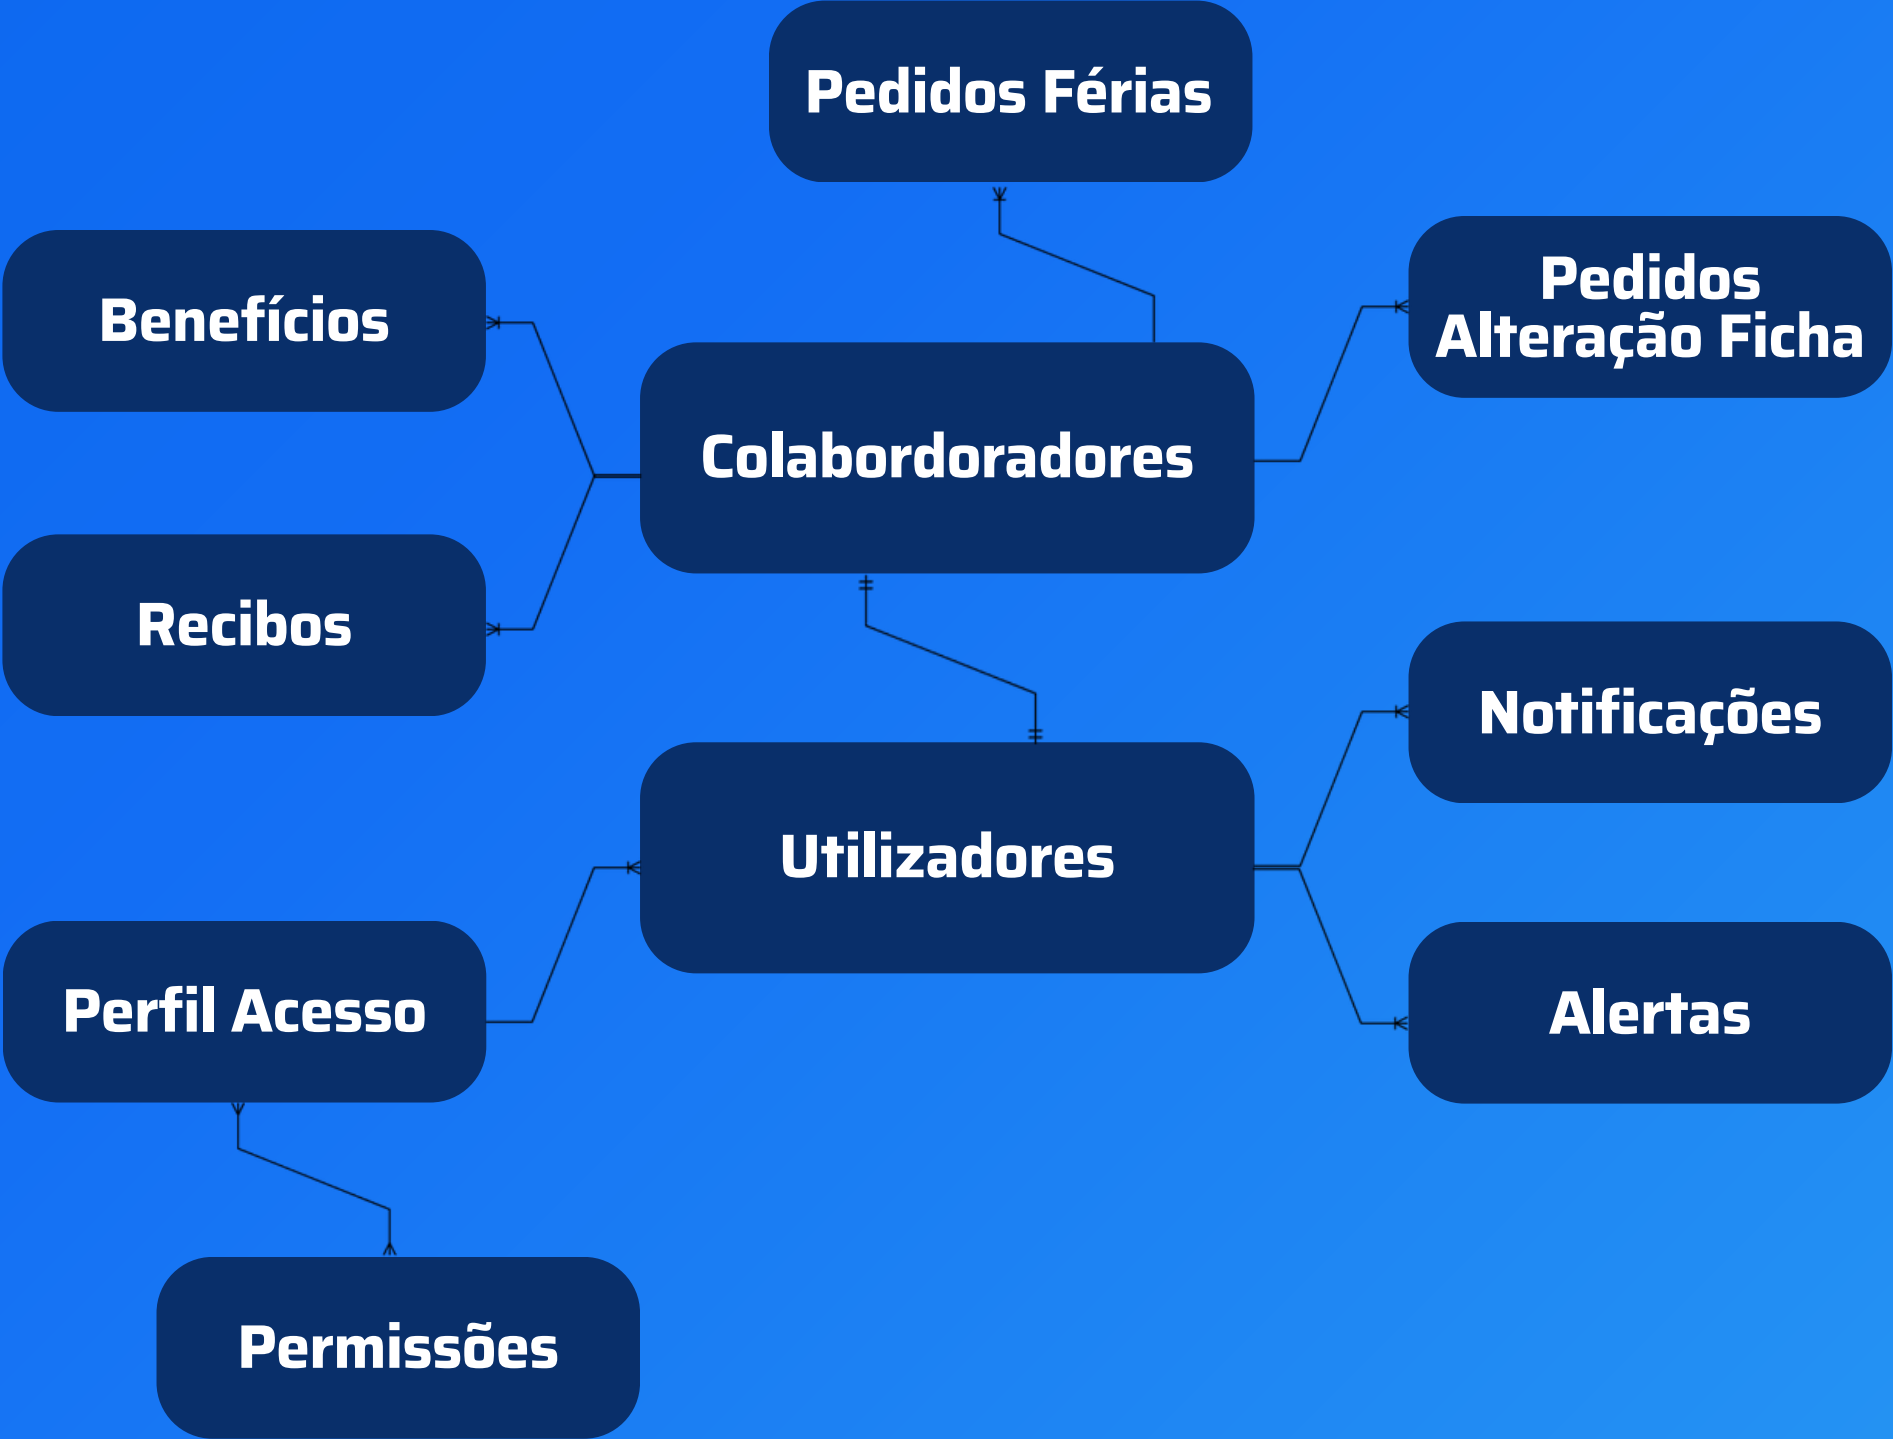 Pedidos Férias
Benefícios
Pedidos
Alteração Ficha
Colabordoradores
Recibos
Notificações
Utilizadores
Perfil Acesso
Alertas
Permissões